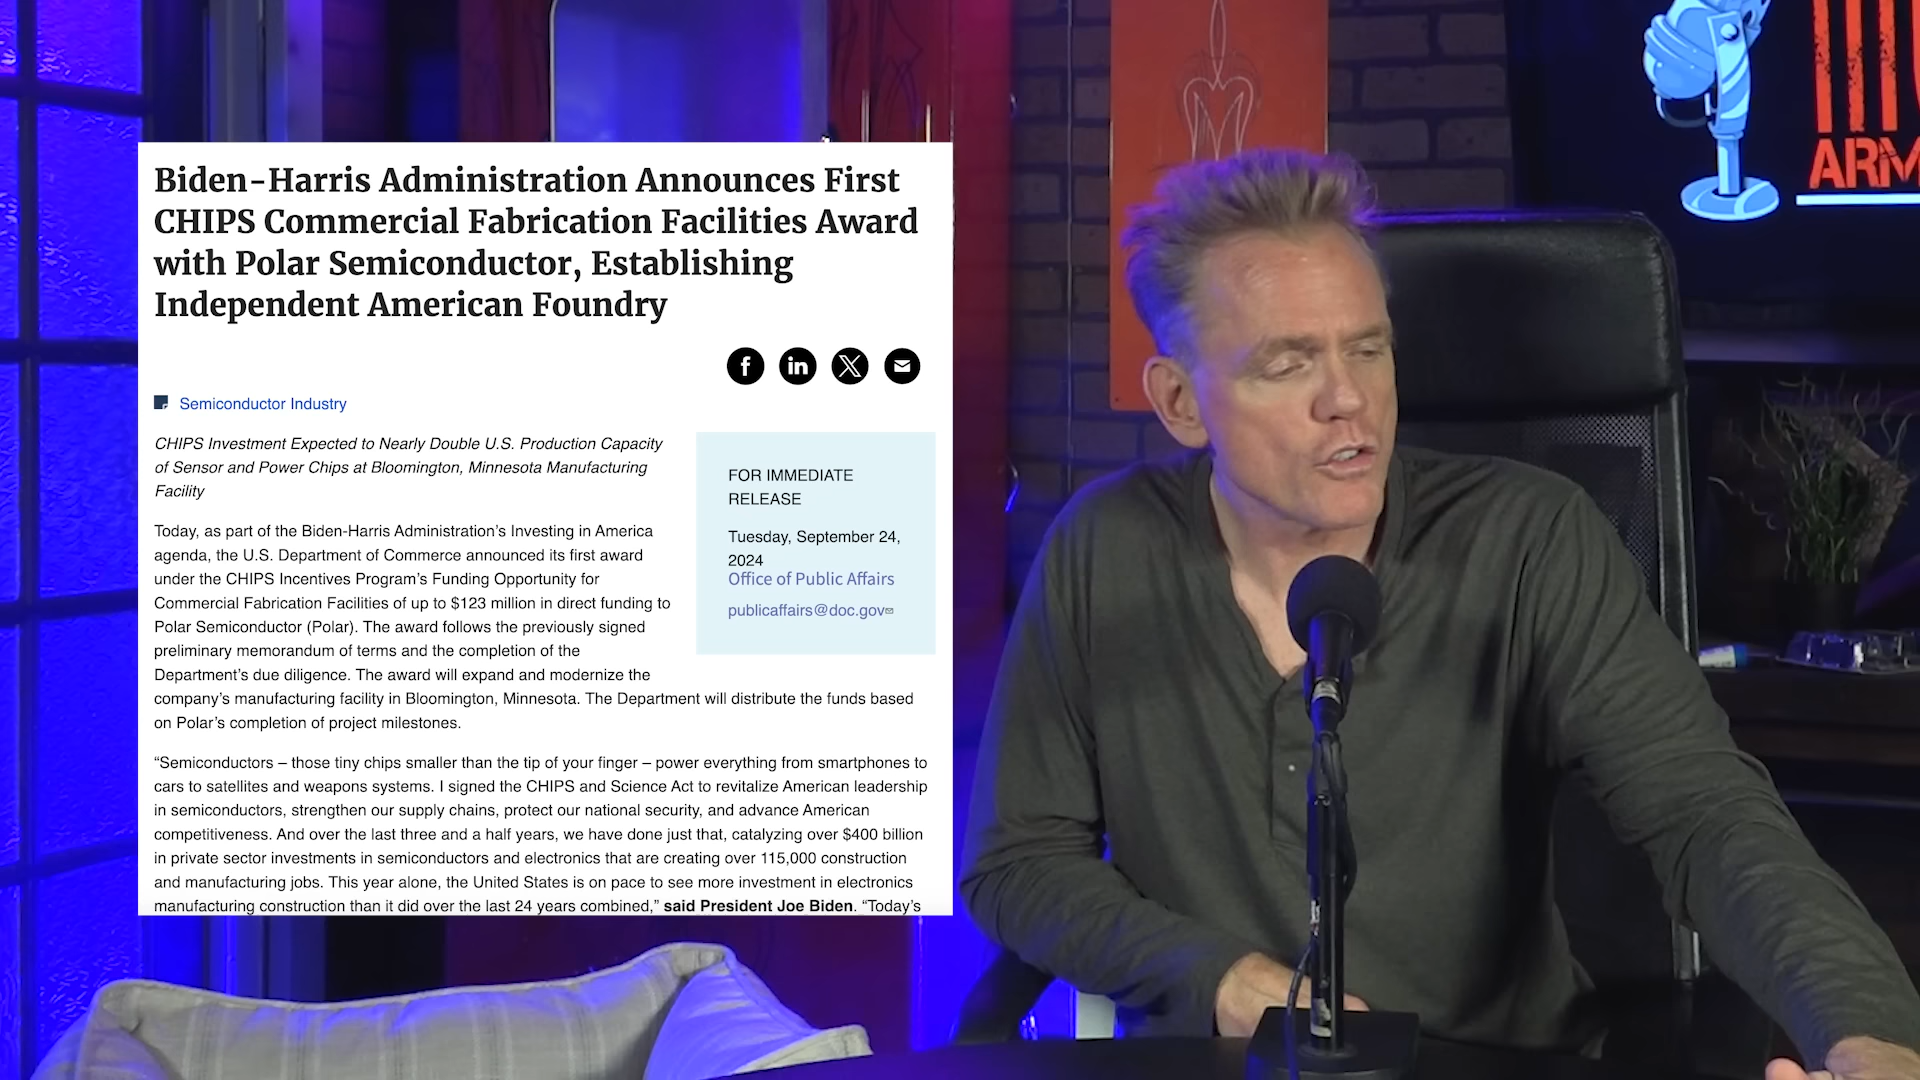 Biden-Harris Administration Announces First
CHIPS Commercial Fabrication Facilities Award
with Polar Semiconductor, Establishing
Independent American Foundry
Semiconductor Industry
CHIPS Investment Expected to Nearly Double U.S. Production Capacity
of Sensor and Power Chips at Bloomington, Minnesota Manufacturing
Facility
FOR IMMEDIATE
RELEASE
Tuesday, September 24,
2024
Office of Public Affairs
publicaffairs@doc.gov
Today, as part of the Biden-Harris Administration’s Investing in America
agenda, the U.S. Department of Commerce announced its first award
under the CHIPS Incentives Program’s Funding Opportunity for
Commercial Fabrication Facilities of up to $123 million in direct funding to
Polar Semiconductor (Polar). The award follows the previously signed
preliminary memorandum of terms and the completion of the
Department’s due diligence. The award will expand and modernize the
company’s manufacturing facility in Bloomington, Minnesota. The Department will distribute the funds based
on Polar’s completion of project milestones.
“Semiconductors – those tiny chips smaller than the tip of your finger – power everything from smartphones to
cars to satellites and weapons systems. I signed the CHIPS and Science Act to revitalize American leadership
in semiconductors, strengthen our supply chains, protect our national security, and advance American
competitiveness. And over the last three and a half years, we have done just that, catalyzing over $400 billion
in private sector investments in semiconductors and electronics that are creating over 115,000 construction
and manufacturing jobs. This year alone, the United States is on pace to see more investment in electronics
manufacturing construction than it did over the last 24 years combined,” said President Joe Biden. “Today’s
ARM